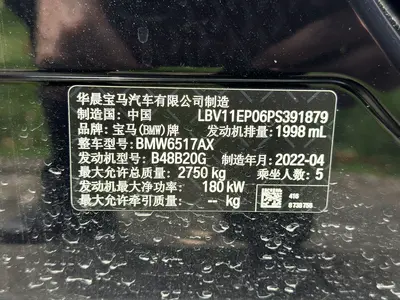 华晨宝马汽车有限公司制造
制造国：中国 LBV11EP06PS391879
品牌：宝马(BMW)牌 发动机排量：1998 mL
整车型号：BMW6517AX
发动机型号：B48B20G 制造年月：2022-04
最大允许总质量：2750 kg 乘坐人数：5
发动机最大净功率：180 kW
最大允许牵引质量：-- kg
416
8738788